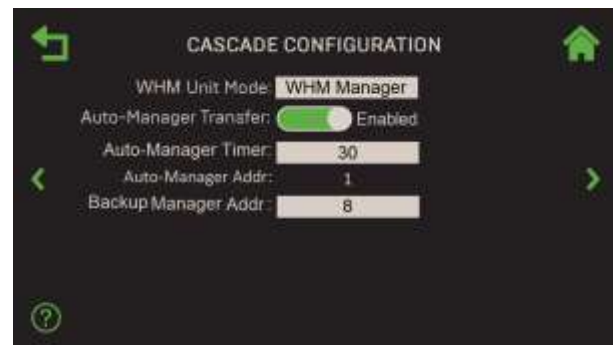 CASCADE CONFIGURATION
WHM Unit Mode: WHM Manager
Auto-Manager Transfer: Enabled
Auto-Manager Timer: 30
Auto-Manager Addr: 1
Backup Manager Addr: 8
?